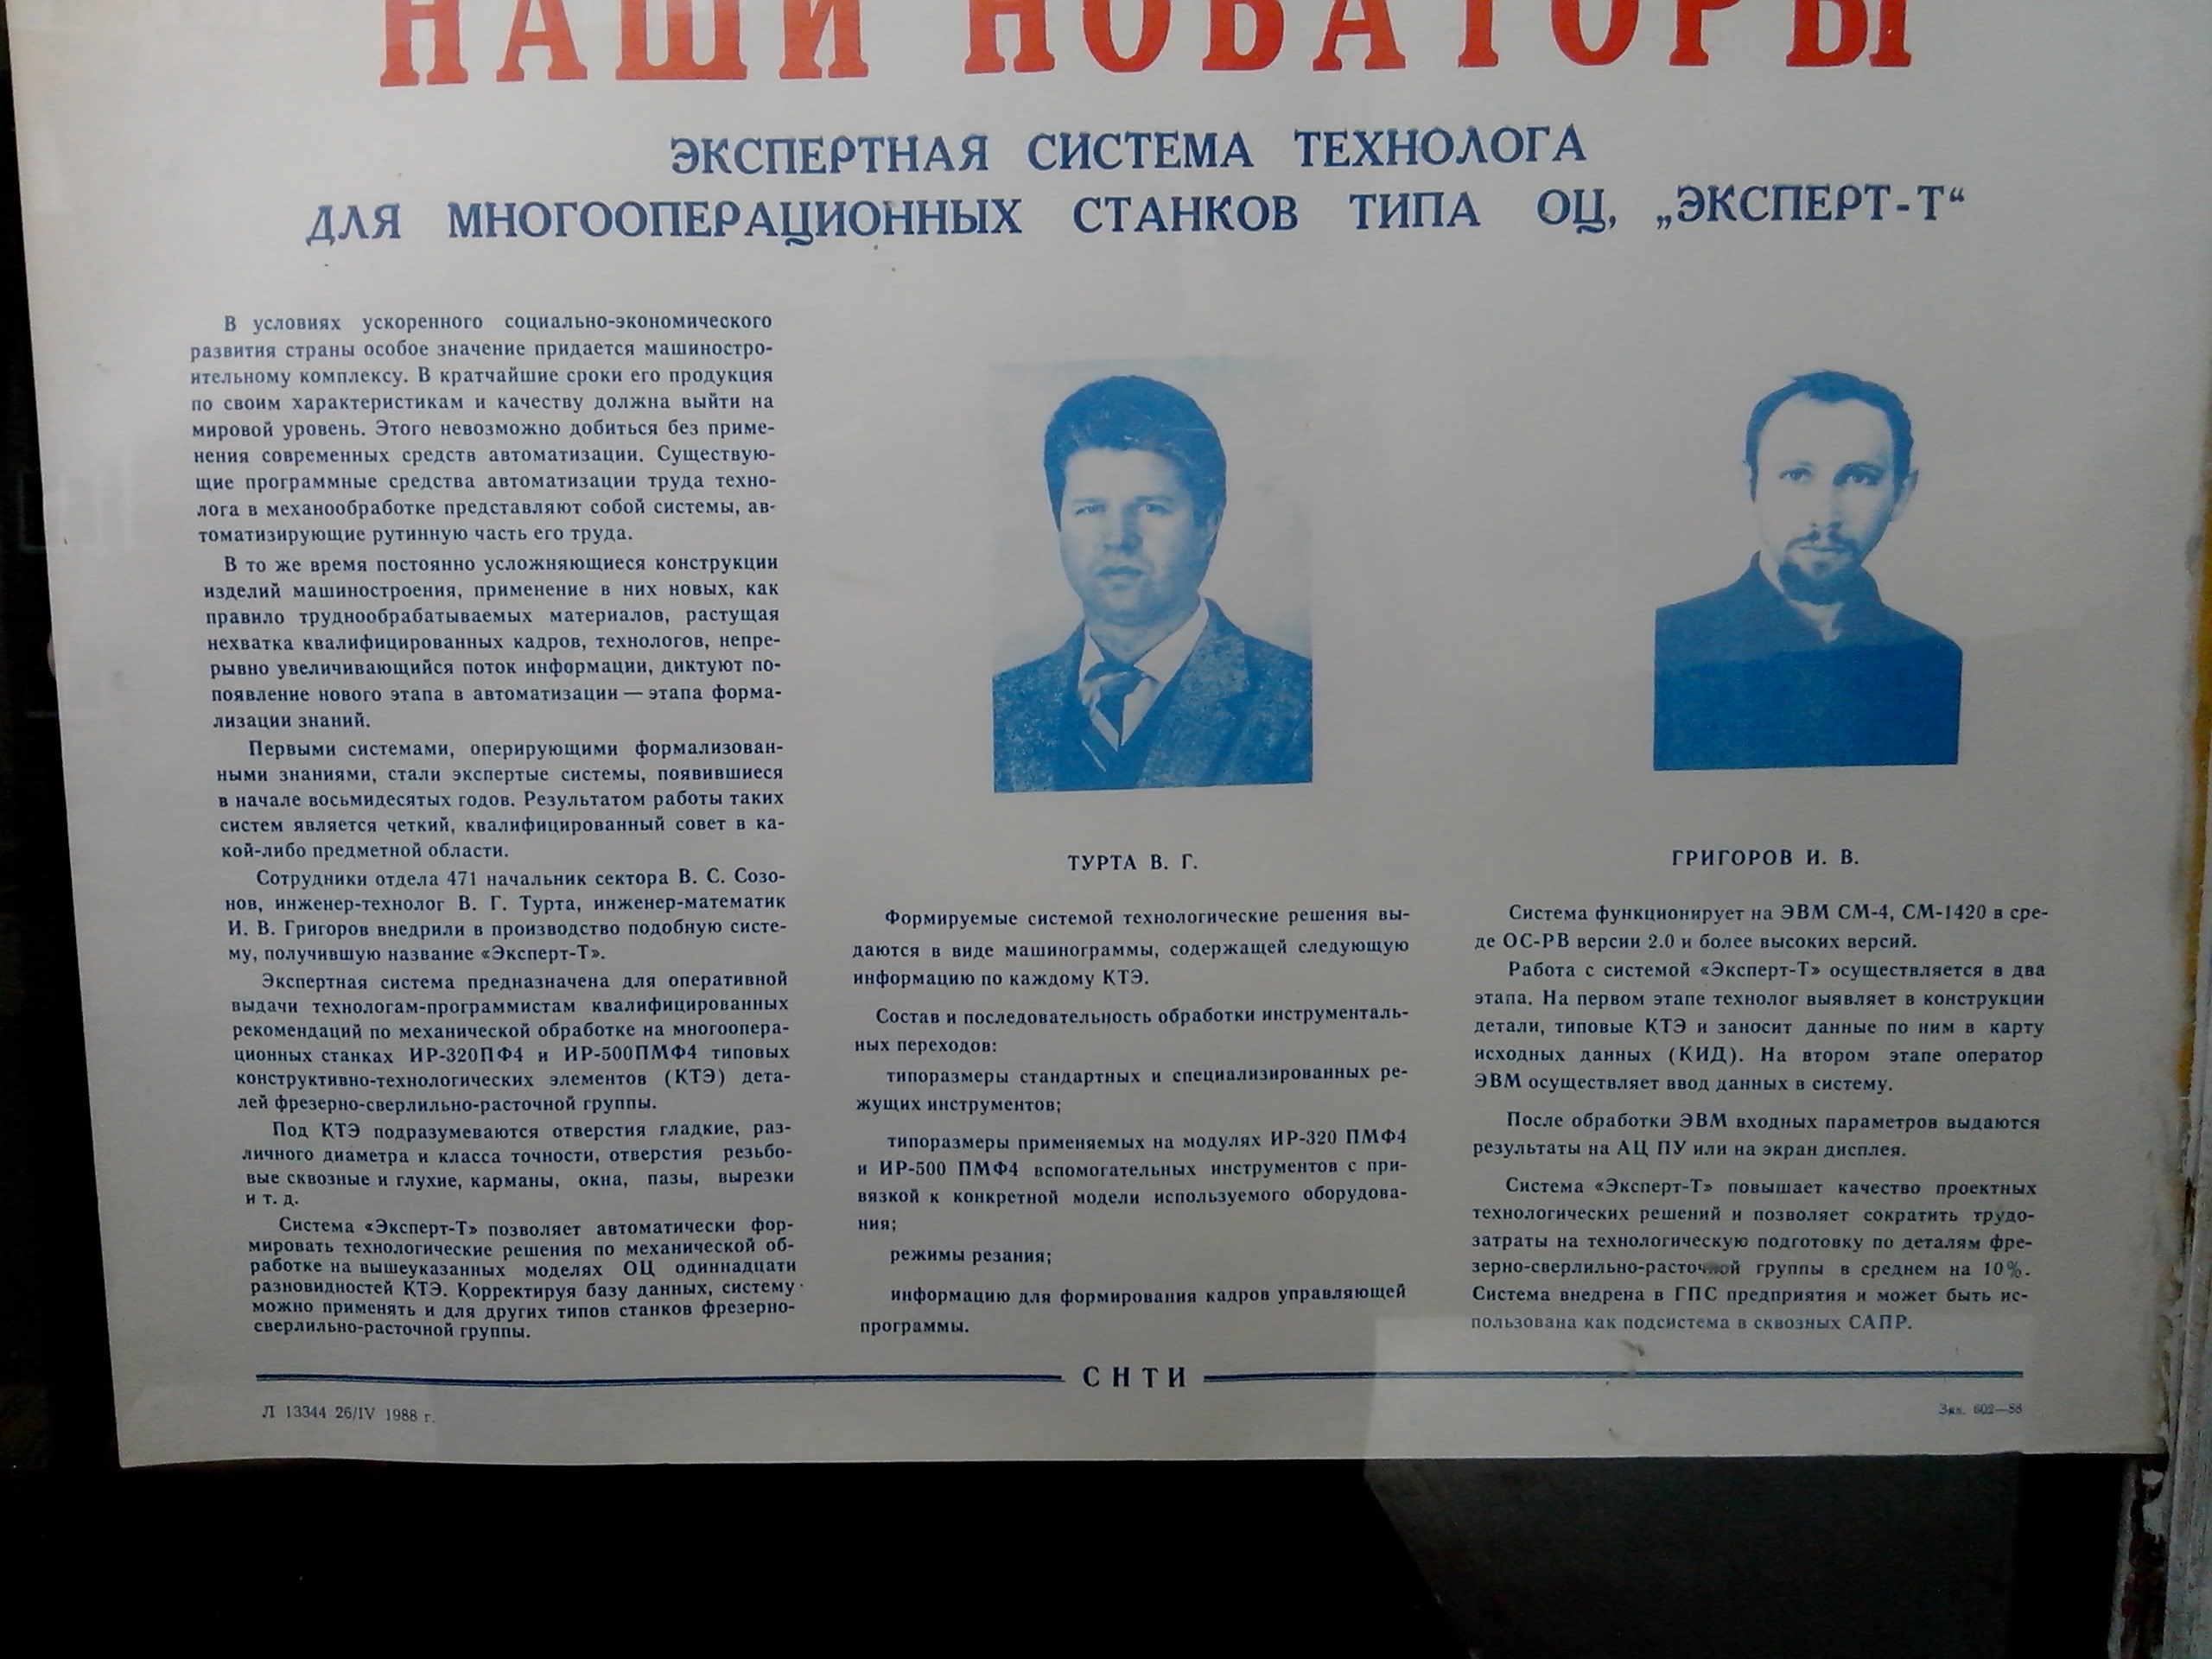 НАШИ НОВАТОРЫ
ЭКСПЕРТНАЯ СИСТЕМА ТЕХНОЛОГА
ДЛЯ МНОГООПЕРАЦИОННЫХ СТАНКОВ ТИПА ОЦ, „ЭКСПЕРТ-Т“
В условиях ускоренного социально-экономического
развития страны особое значение придается машиностро-
ительному комплексу. В кратчайшие сроки его продукция
по своим характеристикам и качеству должна выйти на
мировой уровень. Этого невозможно добиться без приме-
нения современных средств автоматизации. Существую-
щие программные средства автоматизации труда техно-
лога в механообработке представляют собой системы, ав-
томатизирующие рутинную часть его труда.
В то же время постоянно усложняющиеся конструкции
изделий машиностроения, применение в них новых, как
правило труднообрабатываемых материалов, растущая
нехватка квалифицированных кадров, технологов, непре-
рывно увеличивающийся поток информации, диктуют по-
появление нового этапа в автоматизации — этапа форма-
лизации знаний.
Первыми системами, оперирующими формализован-
ными знаниями, стали экспертые системы, появившиеся
в начале восьмидесятых годов. Результатом работы таких
систем является четкий, квалифицированный совет в ка-
кой-либо предметной области.
Сотрудники отдела 471 начальник сектора В. С. Созо-
нов, инженер-технолог В. Г. Турта, инженер-математик
И. В. Григоров внедрили в производство подобную систе-
му, получившую название «Эксперт-Т».
Экспертная система предназначена для оперативной
выдачи технологам-программистам квалифицированных
рекомендаций по механической обработке на многоопера-
ционных станках ИР-320ПФ4 и ИР-500ПМФ4 типовых
конструктивно-технологических элементов (КТЭ) дета-
лей фрезерно-сверлильно-расточной группы.
Под КТЭ подразумеваются отверстия гладкие, раз-
личного диаметра и класса точности, отверстия резьбо-
вые сквозные и глухие, карманы, окна, пазы, вырезки
и т. д.
Система «Эксперт-Т» позволяет автоматически фор-
мировать технологические решения по механической об-
работке на вышеуказанных моделях ОЦ одиннадцати
разновидностей КТЭ. Корректируя базу данных, систему
можно применять и для других типов станков фрезерно-
сверлильно-расточной группы.
ТУРТА В. Г.
Формируемые системой технологические решения вы-
даются в виде машинограммы, содержащей следующую
информацию по каждому КТЭ.
Состав и последовательность обработки инструменталь-
ных переходов:
типоразмеры стандартных и специализированных ре-
жущих инструментов;
типоразмеры применяемых на модулях ИР-320 ПМФ4
и ИР-500 ПМФ4 вспомогательных инструментов с при-
вязкой к конкретной модели используемого оборудова-
ния;
режимы резания;
информацию для формирования кадров управляющей
программы.
ГРИГОРОВ И. В.
Система функционирует на ЭВМ СМ-4, СМ-1420 в сре-
де ОС-РВ версии 2.0 и более высоких версий.
Работа с системой «Эксперт-Т» осуществляется в два
этапа. На первом этапе технолог выявляет в конструкции
детали, типовые КТЭ и заносит данные по ним в карту
исходных данных (КИД). На втором этапе оператор
ЭВМ осуществляет ввод данных в систему.
После обработки ЭВМ входных параметров выдаются
результаты на АЦ ПУ или на экран дисплея.
Система «Эксперт-Т» повышает качество проектных
технологических решений и позволяет сократить трудо-
затраты на технологическую подготовку по деталям фре-
зерно-сверлильно-расточной группы в среднем на 10%.
Система внедрена в ГПС предприятия и может быть ис-
пользована как подсистема в сквозных САПР.
СНТИ
Л 13344 26/IV 1988 г.
Зак. 602—88